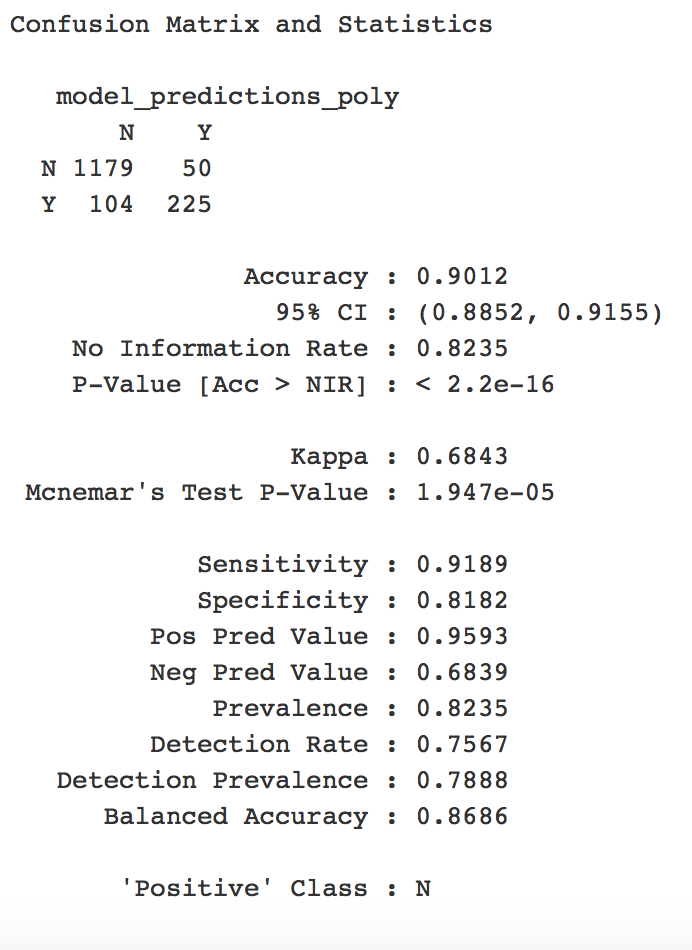 Confusion Matrix and Statistics
model_predictions_poly
N Y
N 1179 50
Y 104 225
Accuracy : 0.9012
95% CI : (0.8852, 0.9155)
No Information Rate : 0.8235
P-Value [Acc > NIR] : < 2.2e-16
Kappa : 0.6843
Mcnemar's Test P-Value : 1.947e-05
Sensitivity : 0.9189
Specificity : 0.8182
Pos Pred Value : 0.9593
Neg Pred Value : 0.6839
Prevalence : 0.8235
Detection Rate : 0.7567
Detection Prevalence : 0.7888
Balanced Accuracy : 0.8686
'Positive' Class : N